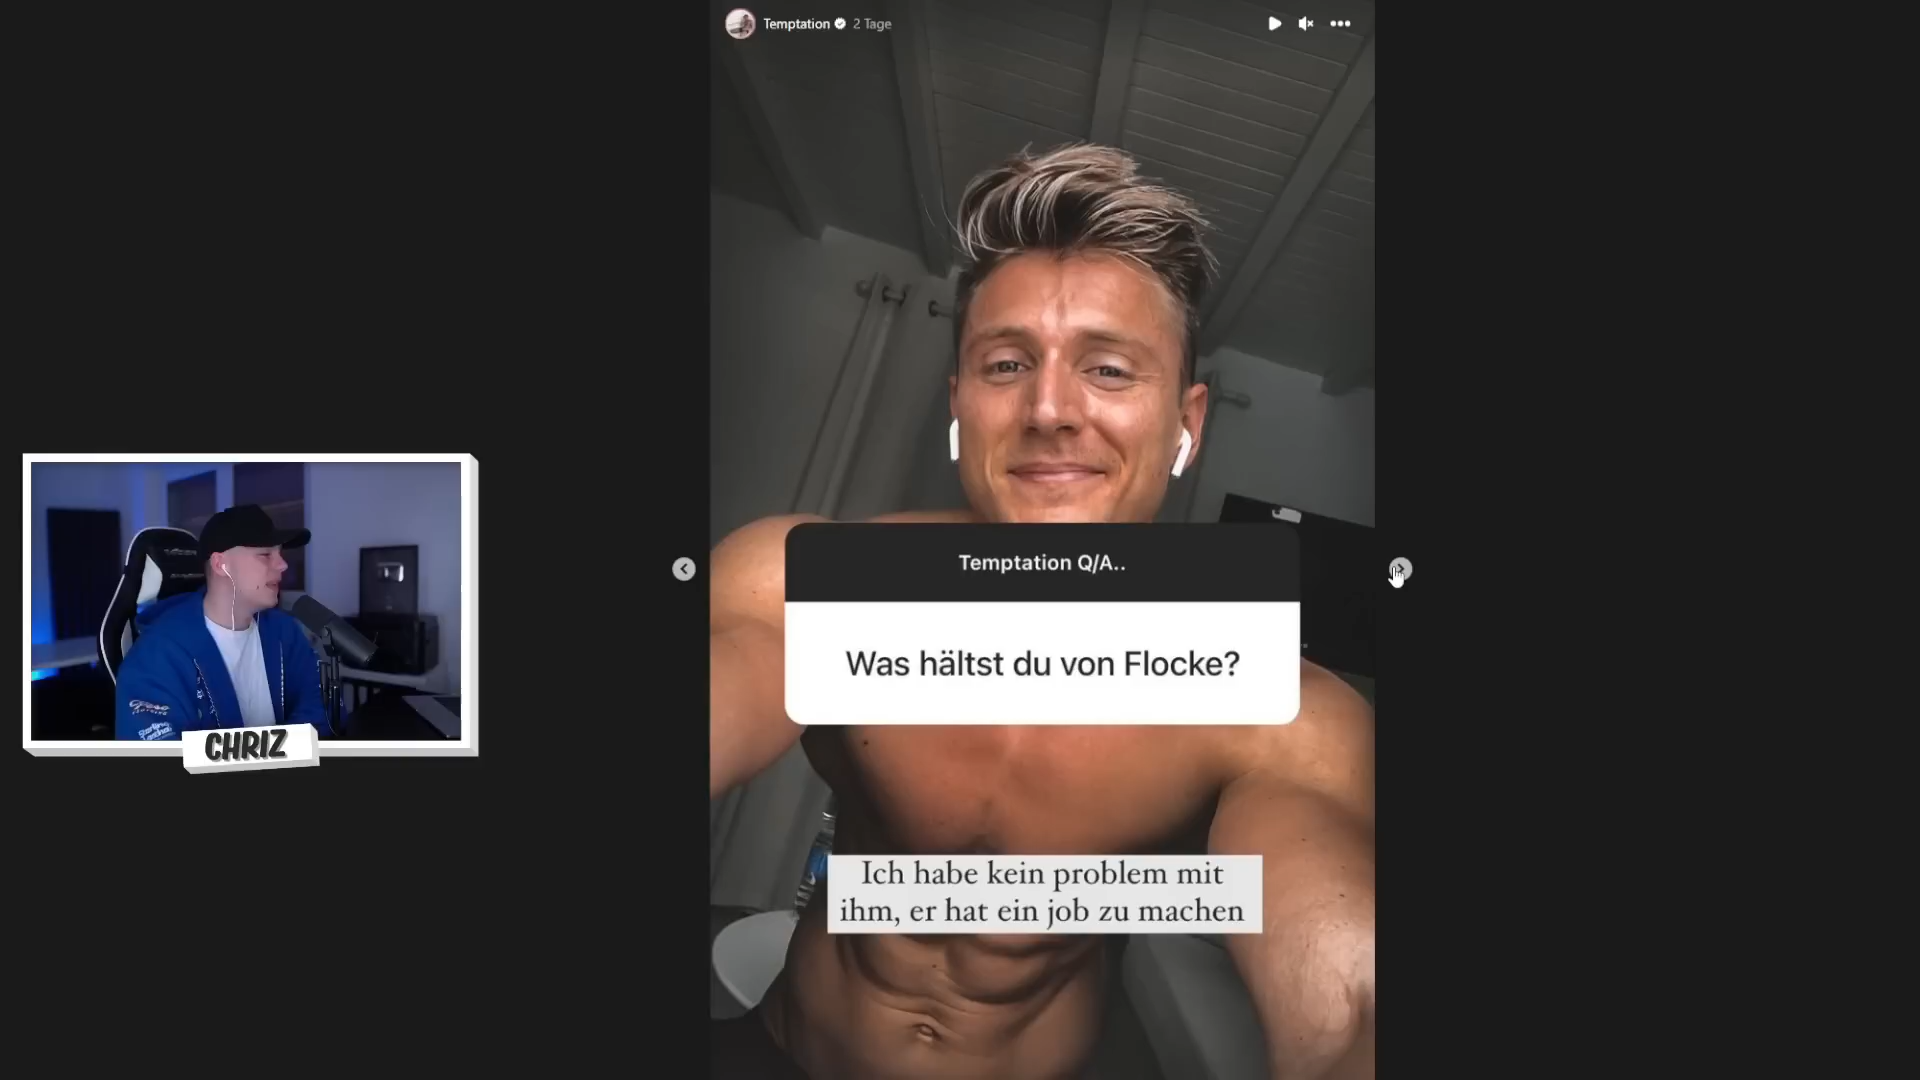 Temptation 2 Tage
Temptation Q/A..
Was hältst du von Flocke?
CHRIZ
Ich habe kein problem mit
ihm, er hat ein job zu machen